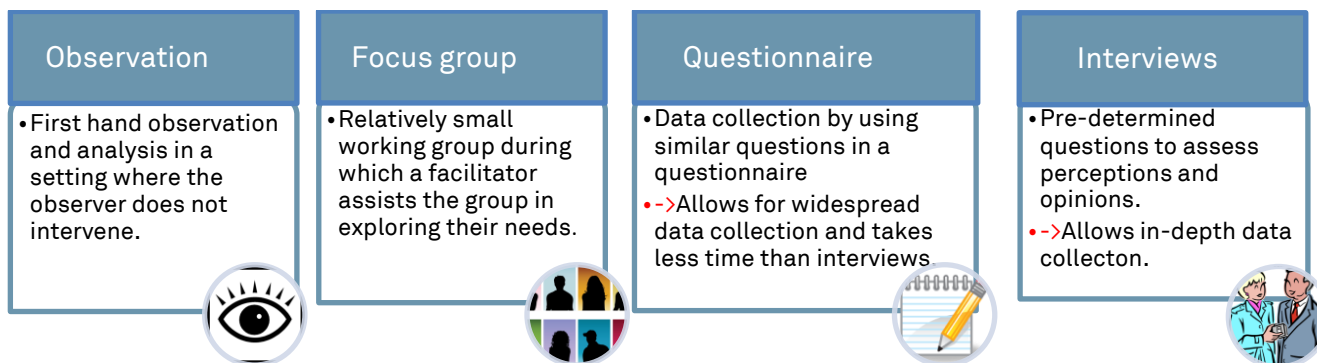 Observation
•First hand observation
and analysis in a
setting where the
observer does not
intervene.
Focus group
•Relatively small
working group during
which a facilitator
assists the group in
exploring their needs.
Questionnaire
•Data collection by using
similar questions in a
questionnaire
•->Allows for widespread
data collection and takes
less time than interviews.
Interviews
•Pre-determined
questions to assess
perceptions and
opinions.
•->Allows in-depth data
collecton.